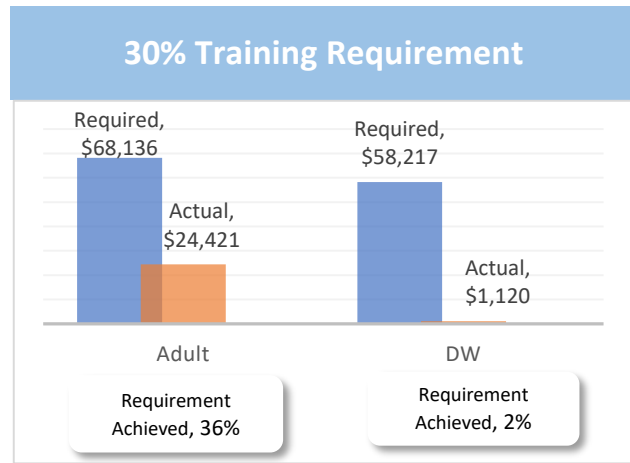 30% Training Requirement
Required,
$68,136
Actual,
$24,421
Required,
$58,217
Actual,
$1,120
Adult
DW
Requirement
Achieved, 36%
Requirement
Achieved, 2%